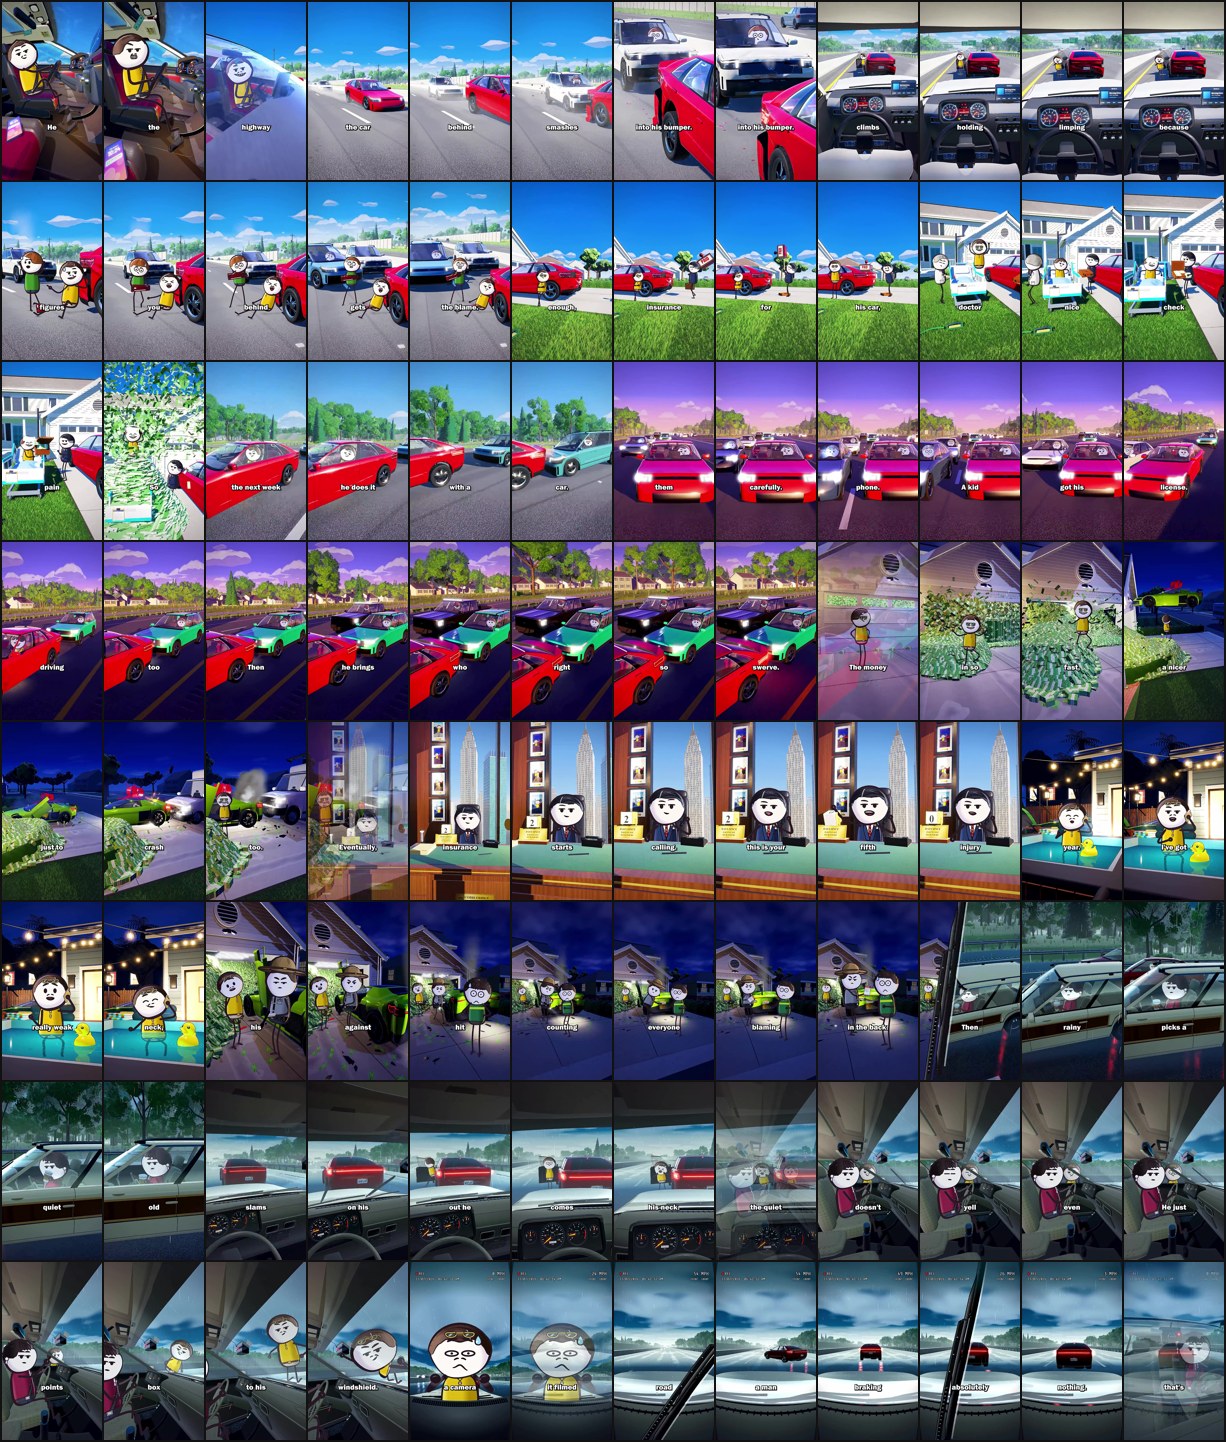 He
the
highway
the car
behind
smashes
into his bumper.
into his bumper.
climbs
holding
limping
because
figures
you
behind
gets
the blame.
enough,
insurance
for
his car,
doctor
nice
check
pain
so
the next week
he does it
with a
car.
them
carefully.
phone.
A kid
got his
license.
driving
too
Then
he brings
who
right
so
swerve.
The money
in so
fast,
a nicer
just to
crash
too.
Eventually,
insurance
starts
calling,
this is your
fifth
injury
year.
I've got
really weak
neck,
his
against
hit
counting
everyone
blaming
in the back.
Then
rainy
picks a
quiet
old
slams
on his
out he
comes
his neck.
the quiet
doesn't
yell
even
He just
points
box
to his
windshield.
a camera
it filmed
road
a man
braking
absolutely
nothing.
that's